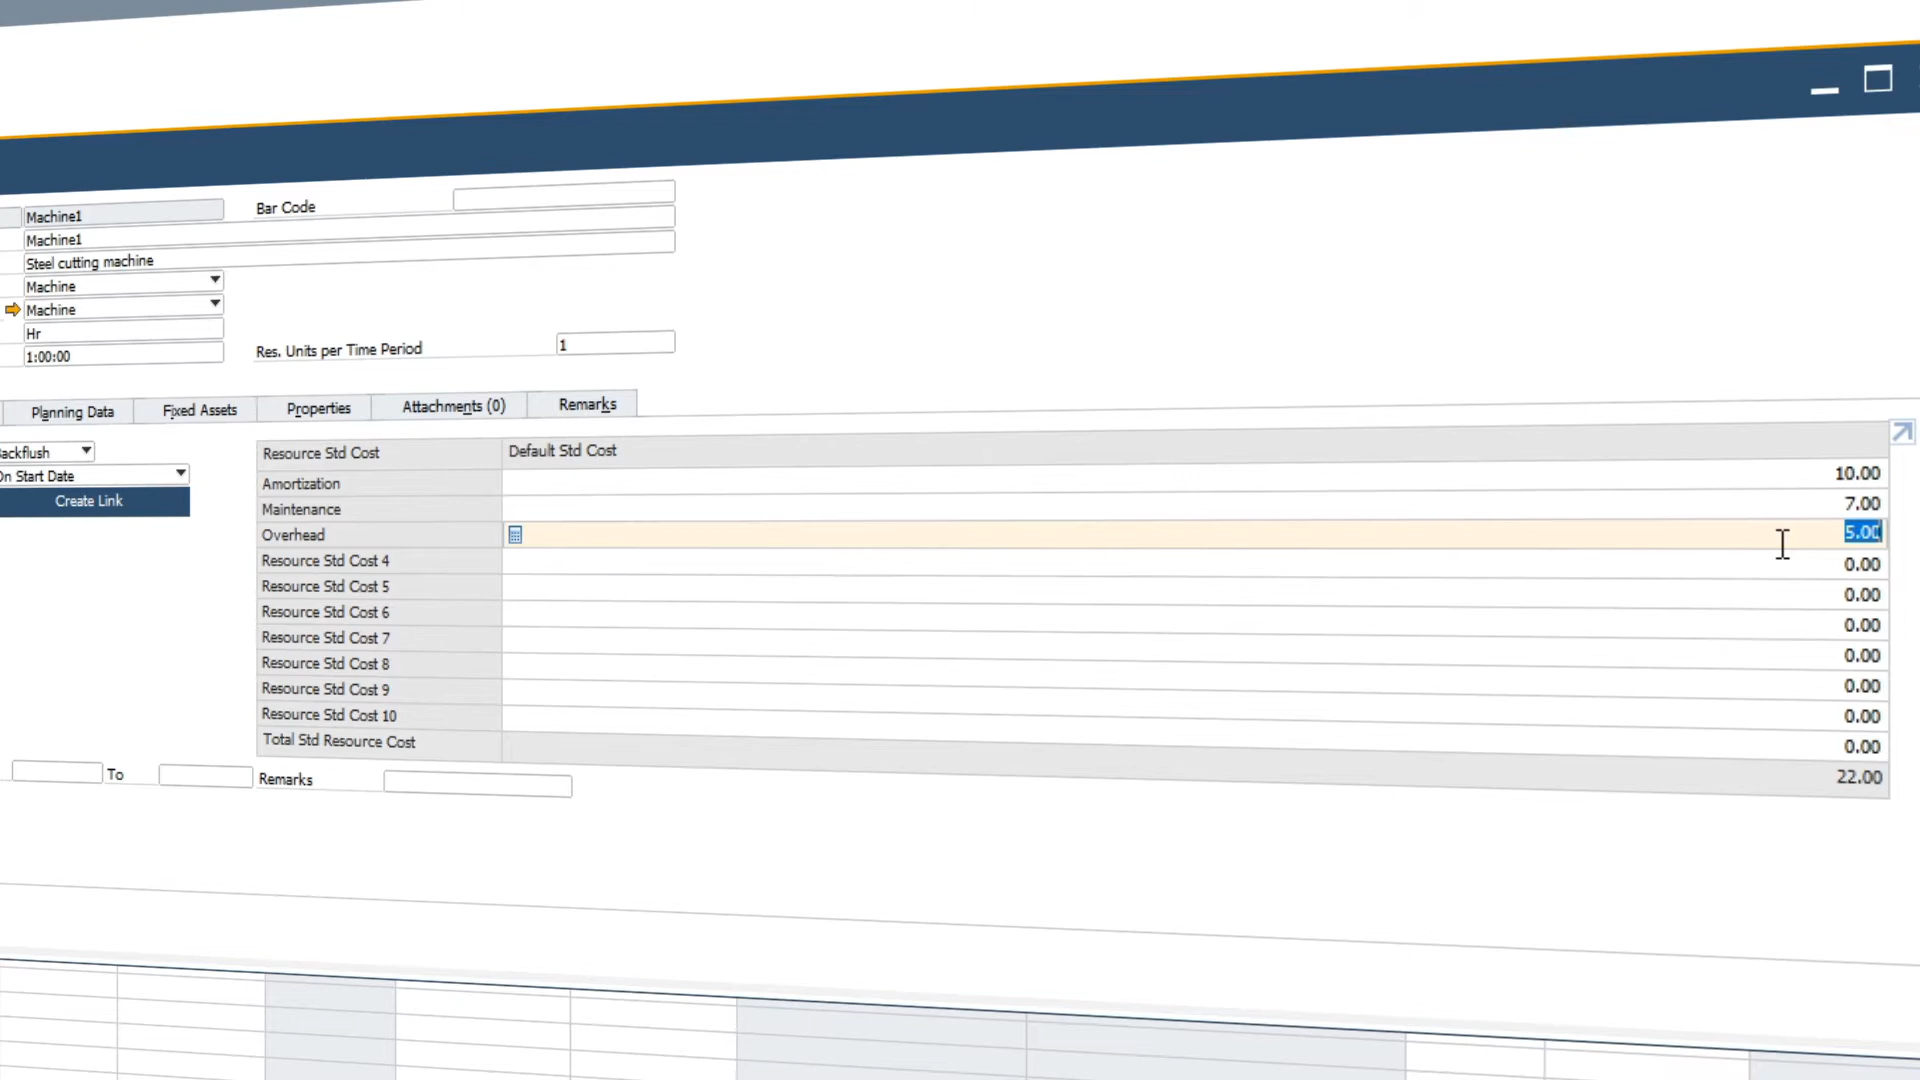 Machine1
Bar Code
Machine1
Steel cutting machine
Machine
Machine
Hr
1:00:00
Res. Units per Time Period
1
Planning Data
Fixed Assets
Properties
Attachments (0)
Remarks
ackflush
On Start Date
Create Link
Resource Std Cost
Default Std Cost
Amortization
10.00
Maintenance
7.00
Overhead
5.00
Resource Std Cost 4
0.00
Resource Std Cost 5
0.00
Resource Std Cost 6
0.00
Resource Std Cost 7
0.00
Resource Std Cost 8
0.00
Resource Std Cost 9
0.00
Resource Std Cost 10
0.00
Total Std Resource Cost
22.00
To
Remarks